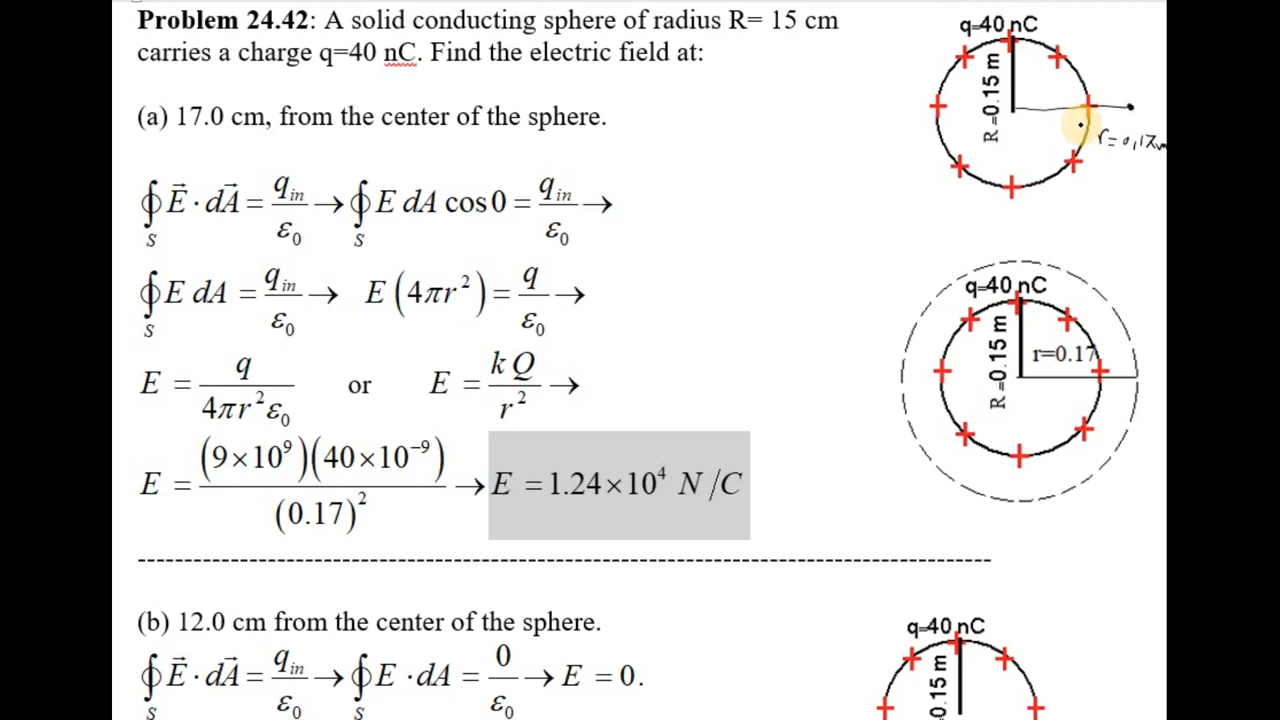 Problem 24.42: A solid conducting sphere of radius R= 15 cm
carries a charge q=40 nC. Find the electric field at:
(a) 17.0 cm, from the center of the sphere.
∮S E⃗ · dA⃗ = qin/ε0 → ∮S E dA cos0 = qin/ε0 →
∮S E dA = qin/ε0 → E(4πr²) = q/ε0 →
E = q/4πr²ε0 or E = kQ/r² →
E = (9×10⁹)(40×10⁻⁹)/(0.17)² → E = 1.24×10⁴ N/C
(b) 12.0 cm from the center of the sphere.
∮S E⃗ · dA⃗ = qin/ε0 → ∮S E · dA = 0/ε0 → E = 0.
q=40 nC
R =0.15 m
r=0,17m
q=40 nC
R =0.15 m
r=0.17
q=40 nC
0.15 m